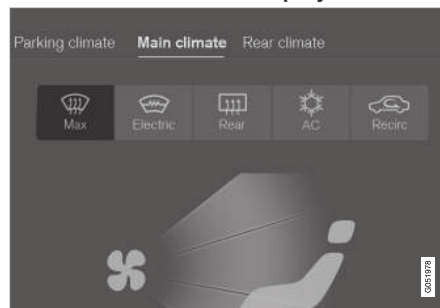 Parking climate Main climate Rear climate
Max Electric Rear AC Recirc
G051978